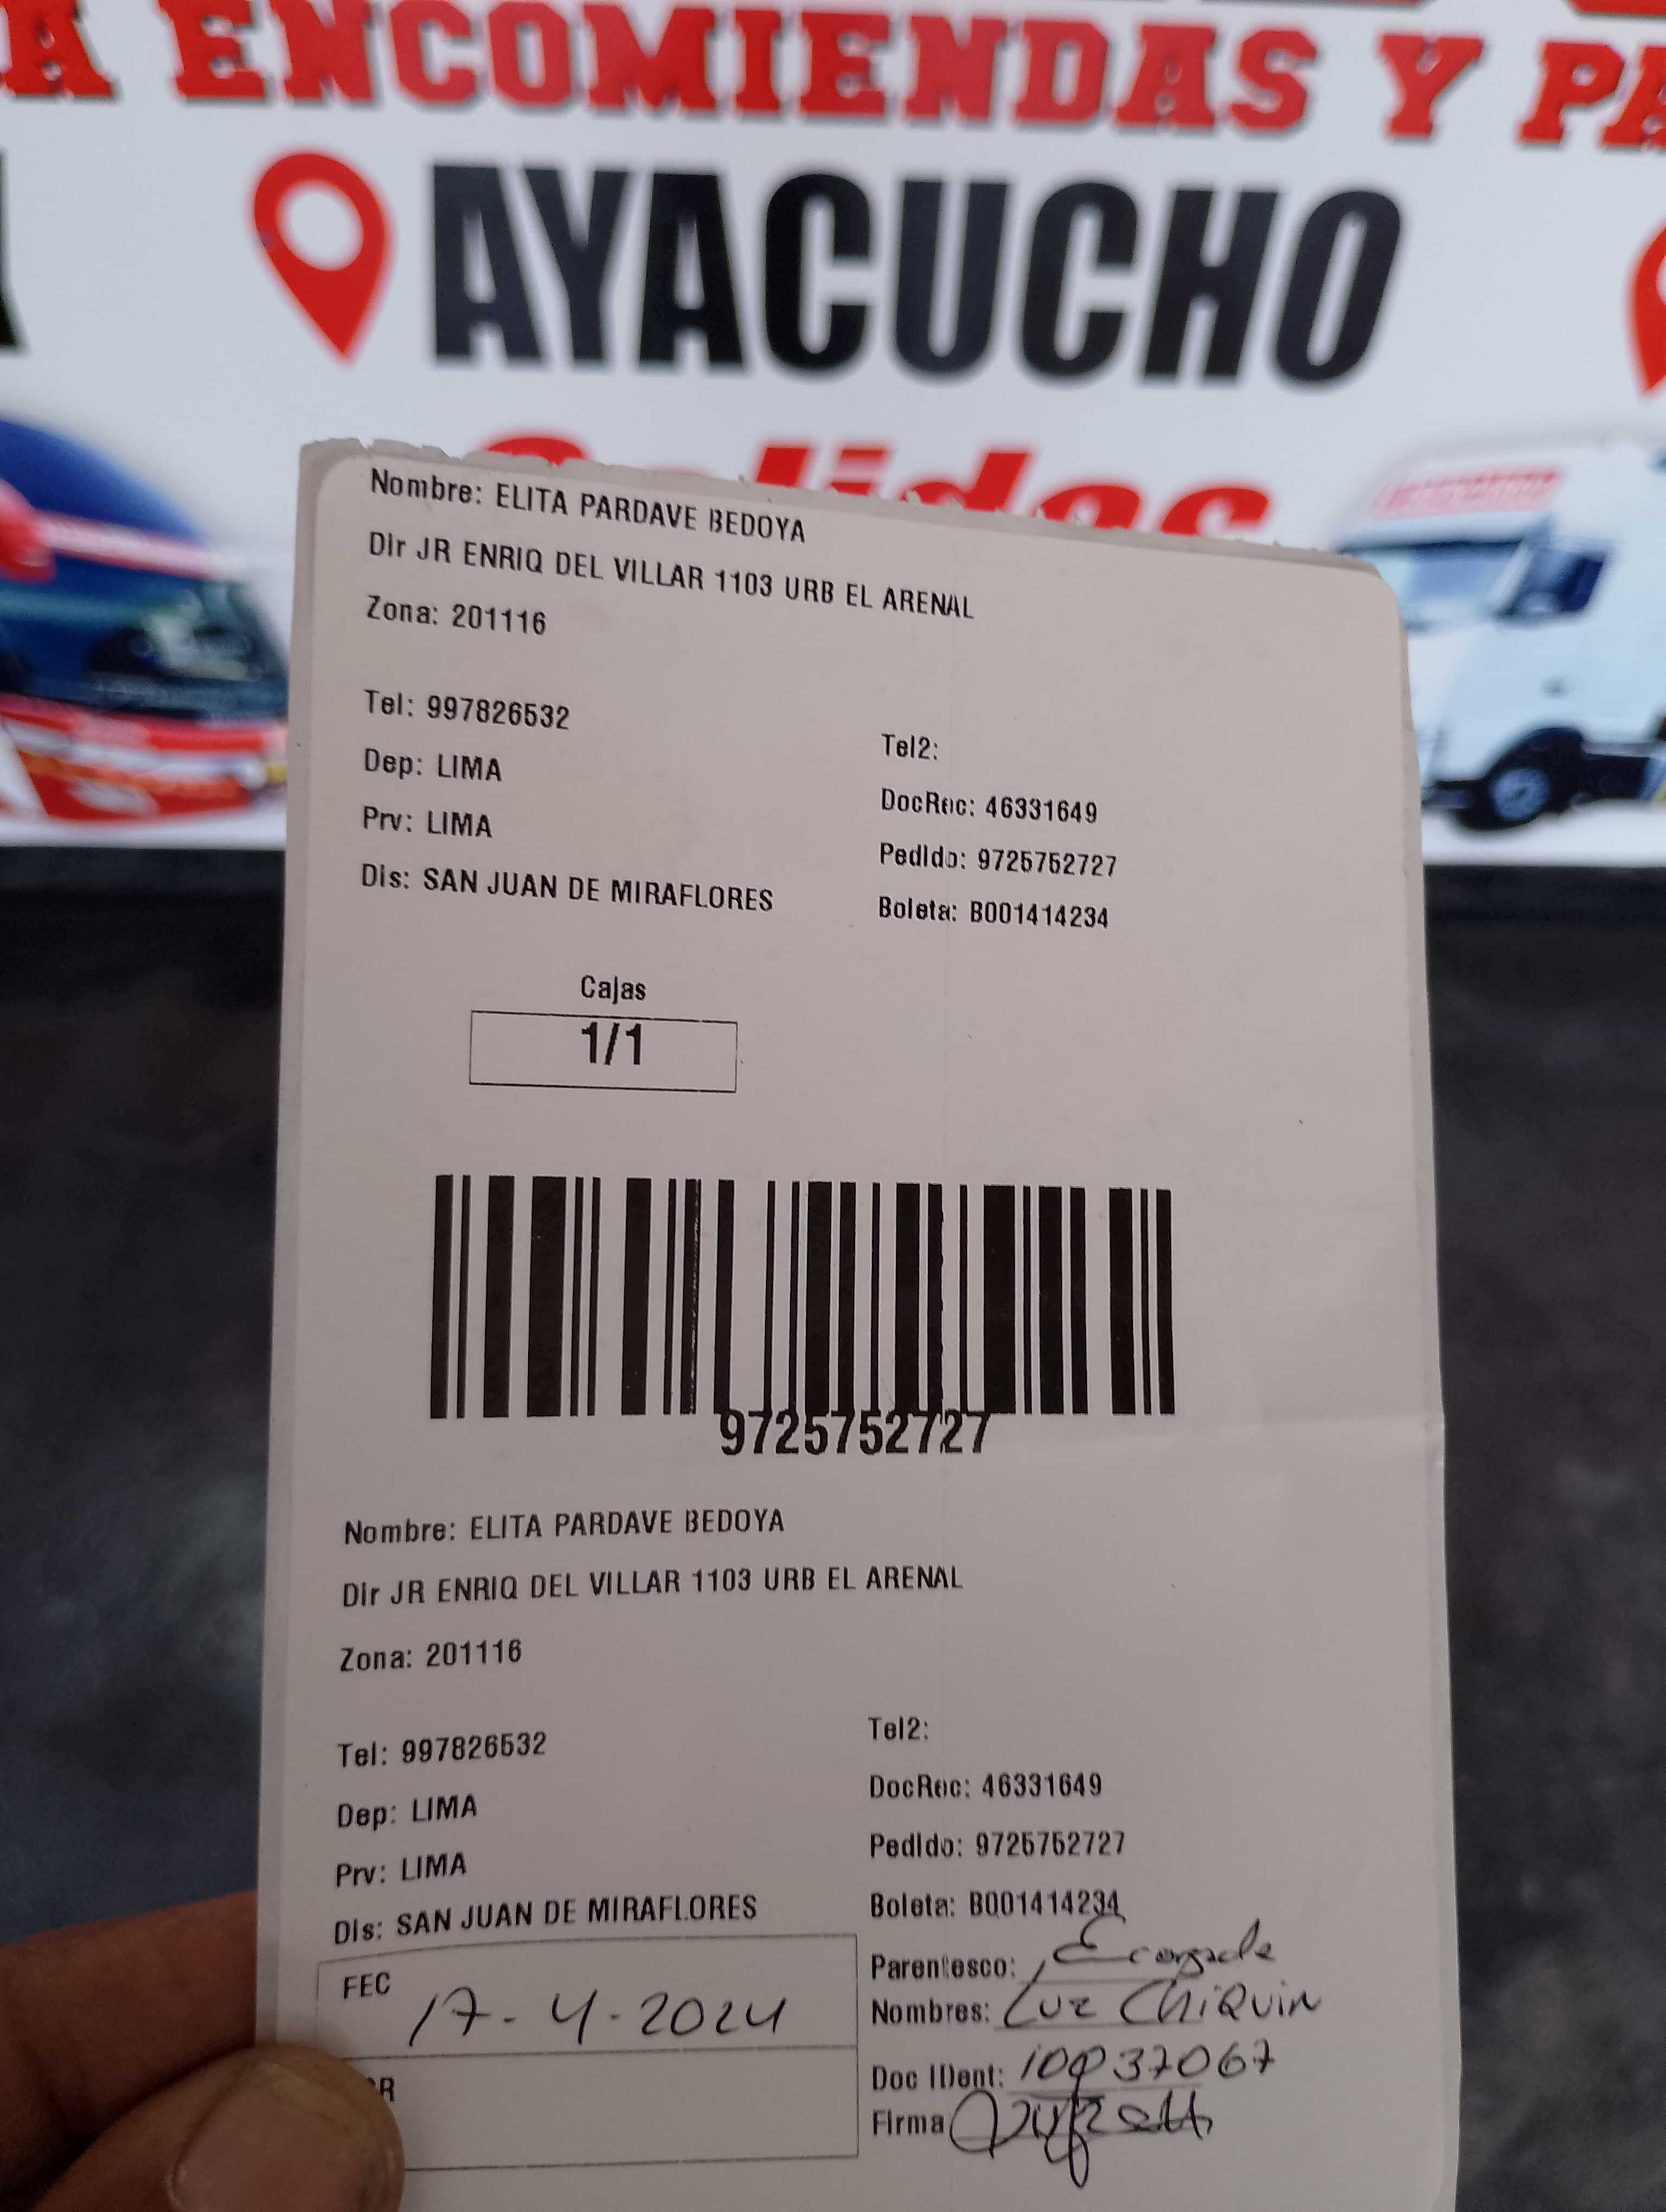 A ENCOMIENDAS Y PA
AYACUCHO
Salidas
Nombre: ELITA PARDAVE BEDOYA
Dir JR ENRIQ DEL VILLAR 1103 URB EL ARENAL
Zona: 201116
Tel: 997826532
Tel2:
Dep: LIMA
DocRec: 46331649
Prv: LIMA
Pedido: 9725752727
Dis: SAN JUAN DE MIRAFLORES
Boleta: B001414234
Cajas
1/1
9725752727
Nombre: ELITA PARDAVE BEDOYA
Dir JR ENRIQ DEL VILLAR 1103 URB EL ARENAL
Zona: 201116
Tel: 997826532
Tel2:
Dep: LIMA
DocRec: 46331649
Prv: LIMA
Pedido: 9725752727
Dis: SAN JUAN DE MIRAFLORES
Boleta: B001414234
FEC
17-4-2024
Parentesco:
Nombres: Luz Chiquin
Doc IDent: 10037067
Firma